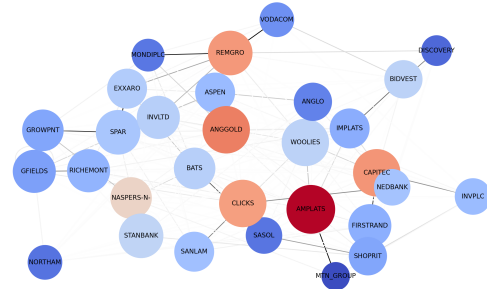 VODACOM
MONDIPLC
REMGRO
DISCOVERY
BIDVEST
EXXARO
ASPEN
ANGLO
INVLTD
GROWPNT
SPAR
ANGGOLD
IMPLATS
WOOLIES
GFIELDS
RICHEMONT
BATS
CAPITEC
NEDBANK
NASPERS-N-
INVPLC
CLICKS
AMPLATE
FIRSTRAND
STANBANK
SASOL
SANLAM
SHOPRIT
NORTHAM
MTN_GROUP